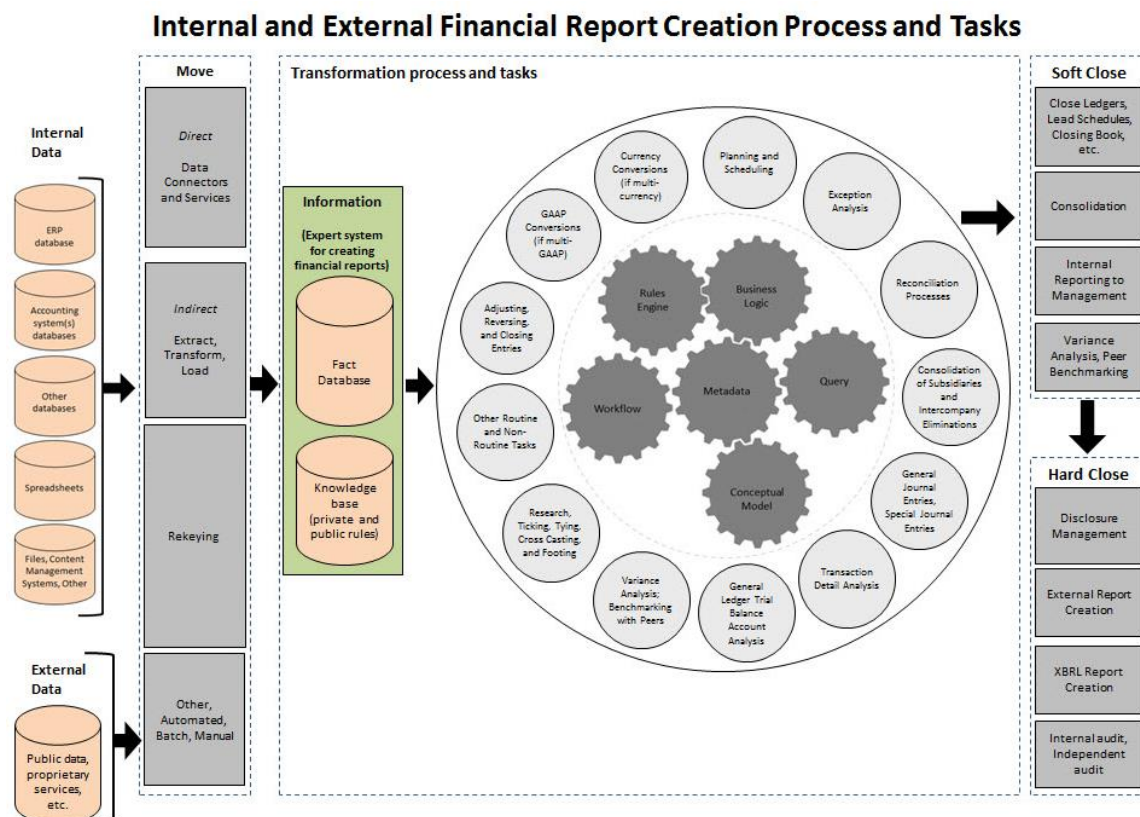 Internal and External Financial Report Creation Process and Tasks
Internal
Data
ERP
database
Accounting
system(s)
databases
Other
databases
Spreadsheets
Files, Content
Management
Systems, Other
External
Data
Public data,
proprietary
services,
etc.
Move
Direct
Data
Connectors
and Services
Indirect
Extract,
Transform,
Load
Rekeying
Other,
Automated,
Batch, Manual
Transformation process and tasks
Information
(Expert system
for creating
financial reports)
Fact
Database
Knowledge
base
(private and
public rules)
Currency
Conversions
(if multi-
currency)
Planning and
Scheduling
Exception
Analysis
Reconciliation
Processes
Consolidation
of Subsidiaries
and
Intercompany
Eliminations
General
Journal
Entries,
Special Journal
Entries
Transaction
Detail Analysis
General
Ledger Trial
Balance
Account
Analysis
Variance
Analysis;
Benchmarking
with Peers
Research,
Ticking, Tying,
Cross Casting,
and Footing
Other Routine
and Non-
Routine Tasks
Adjusting,
Reversing,
and Closing
Entries
GAAP
Conversions
(if multi-
GAAP)
Rules
Engine
Business
Logic
Workflow
Metadata
Query
Conceptual
Model
Soft Close
Close Ledgers,
Lead Schedules,
Closing Book,
etc.
Consolidation
Internal
Reporting to
Management
Variance
Analysis, Peer
Benchmarking
Hard Close
Disclosure
Management
External Report
Creation
XBRL Report
Creation
Internal audit,
Independent
audit